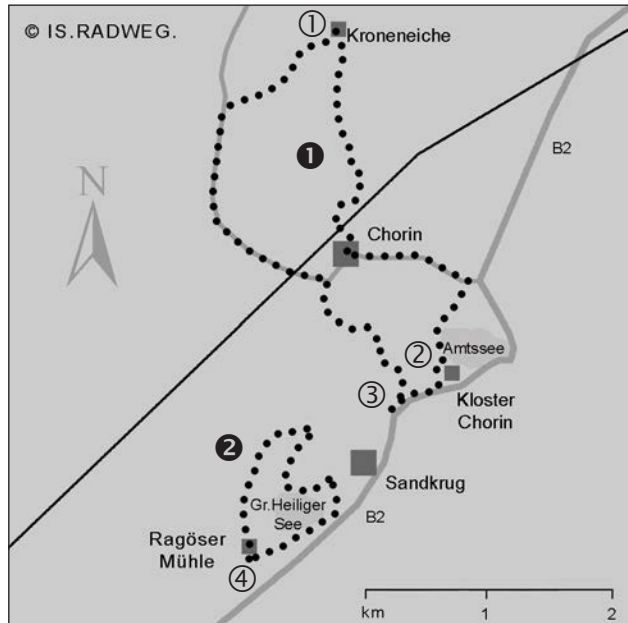 © IS.RADWEG.
①
Kroneneiche
❶
B2
N
Chorin
②
Amtssee
③
Kloster
Chorin
❷
Sandkrug
Gr.Heiliger
See
B2
Ragöser
Mühle
④
km 1 2